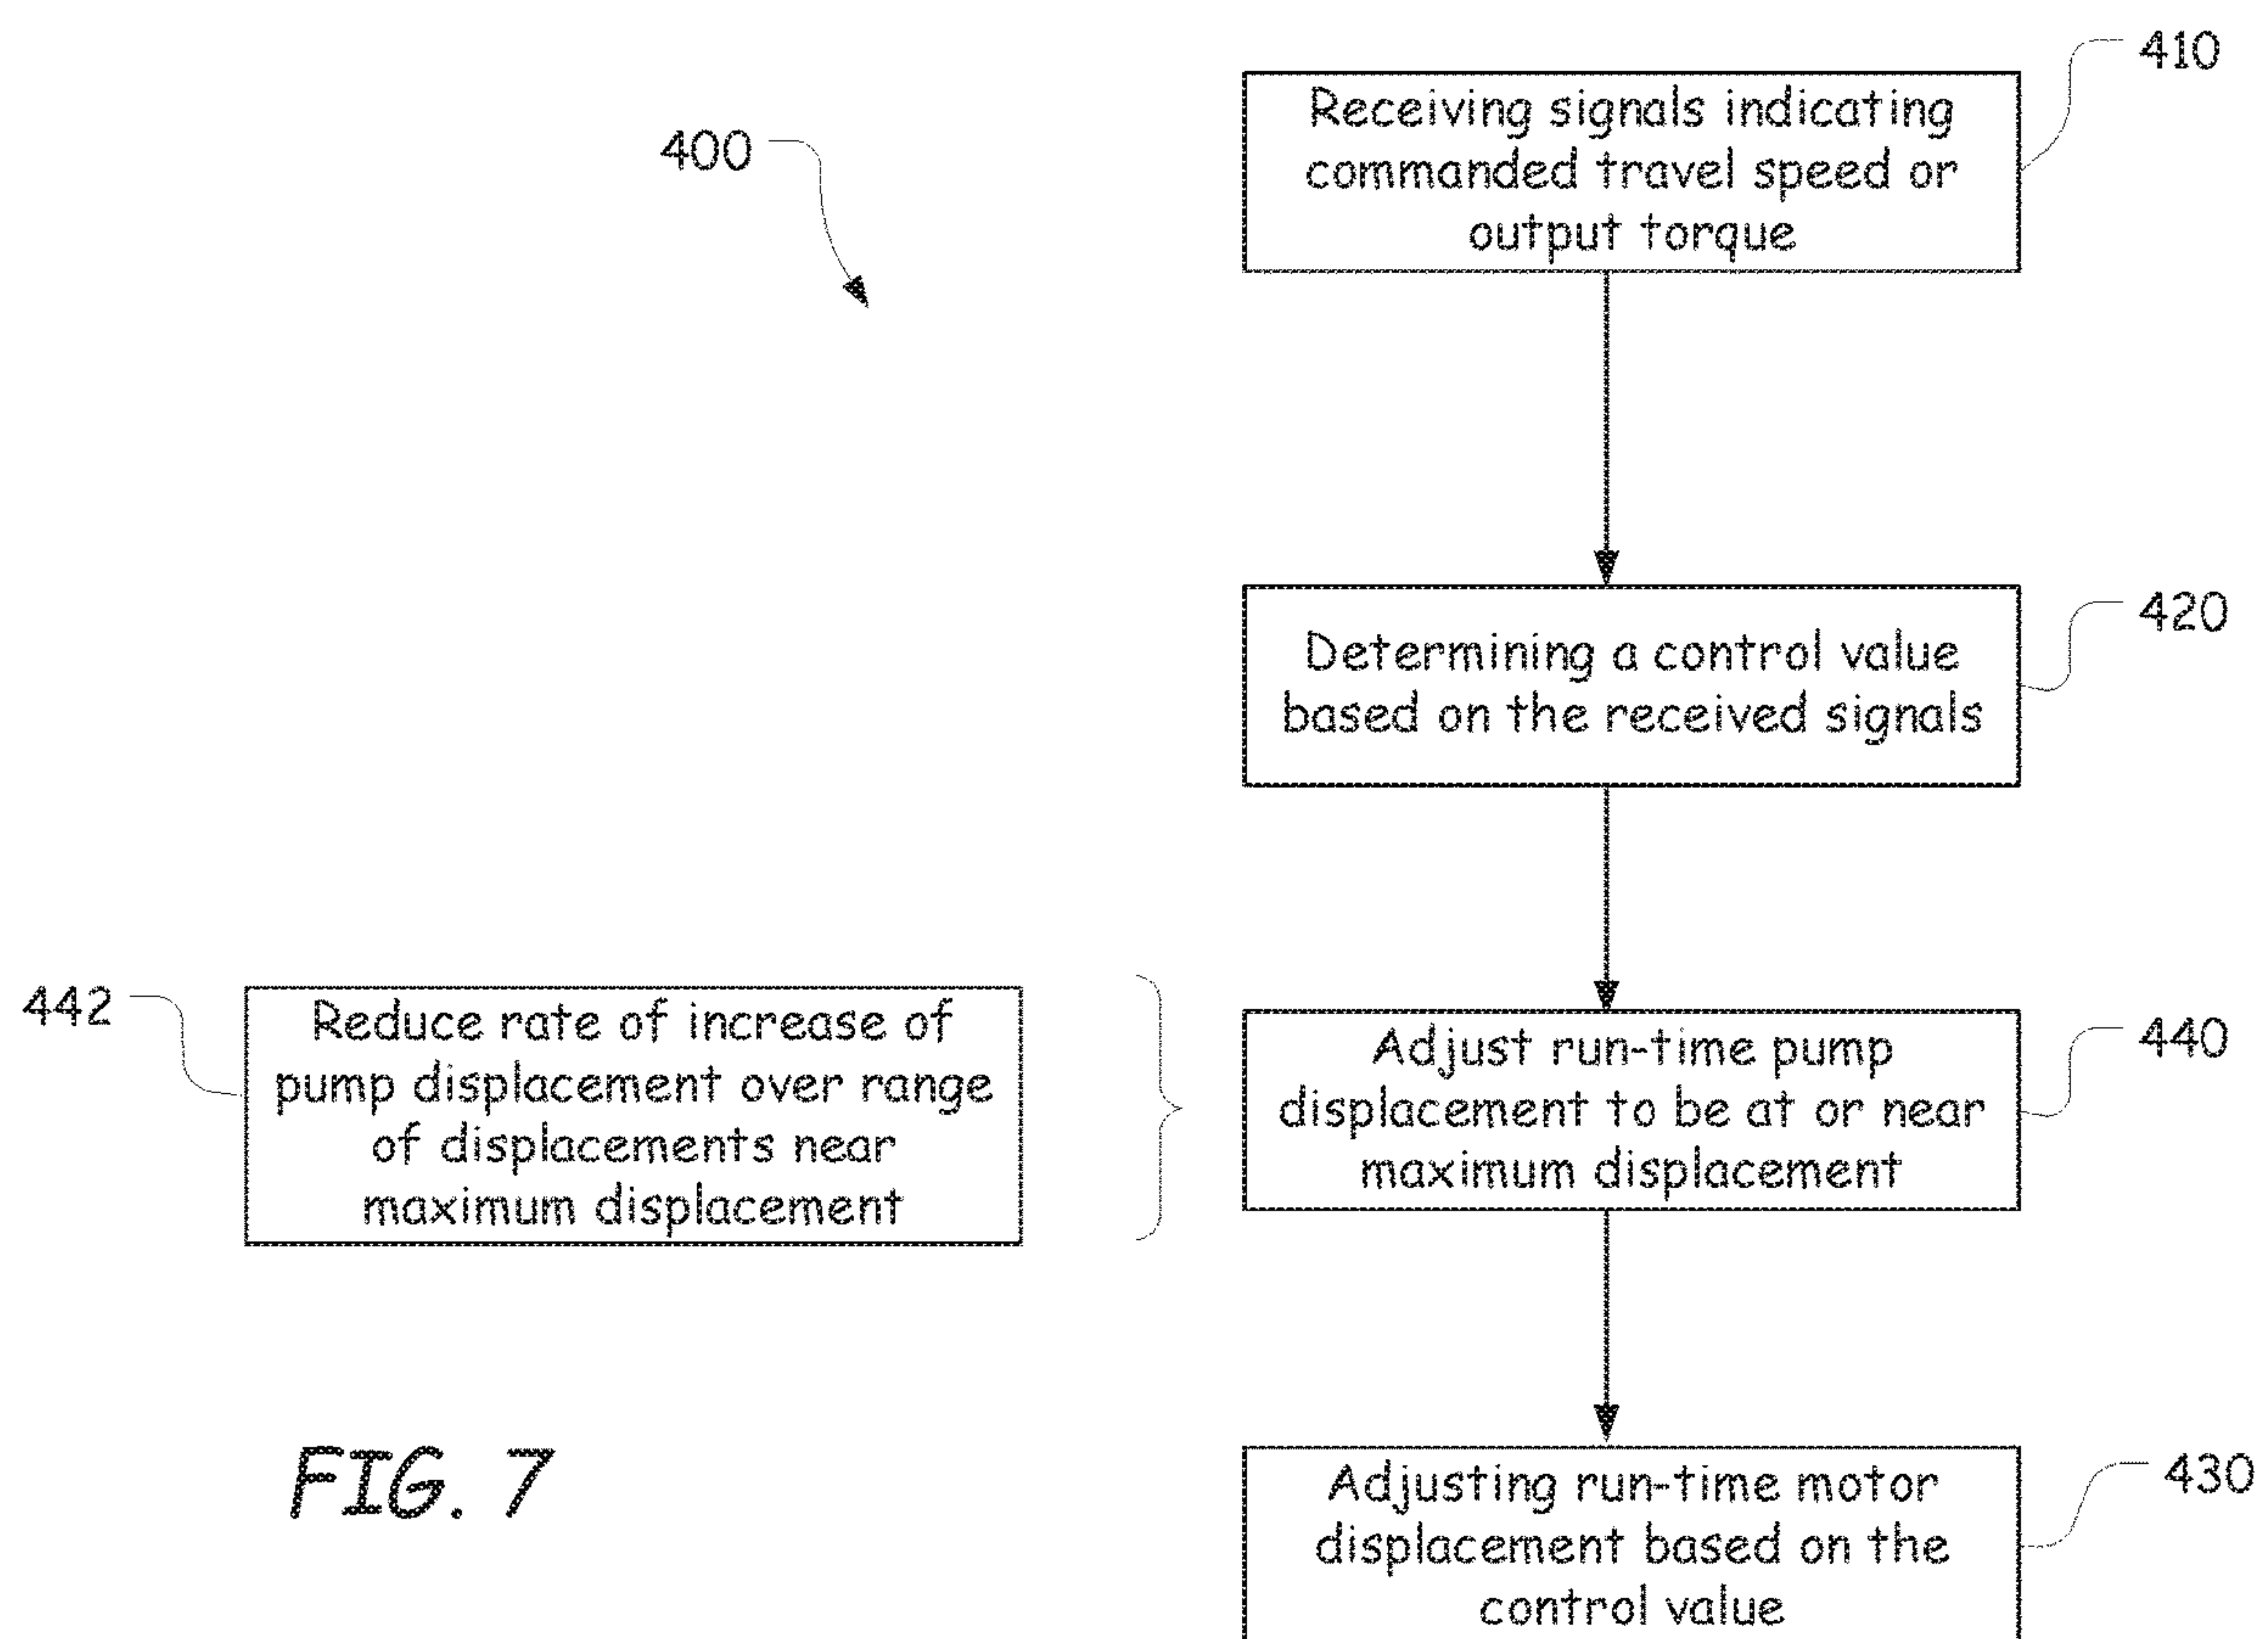 410
Receiving signals indicating
commanded travel speed or
output torque
400
420
Determining a control value
based on the received signals
442
Reduce rate of increase of
pump displacement over range
of displacements near
maximum displacement
440
Adjust run-time pump
displacement to be at or near
maximum displacement
FIG. 7
430
Adjusting run-time motor
displacement based on the
control value